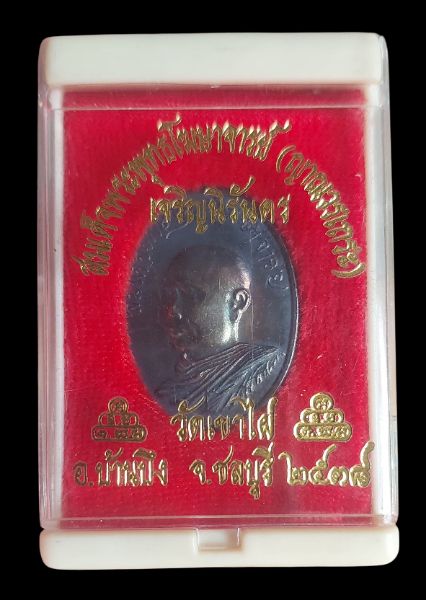 สมเด็จพระพุทธโฆษาจารย์ (ญาณวรเถระ)
เจริญนิรันดร
วัดเขาไผ่
อ.บ้านบึง จ.ชลบุรี ๒๕๓๘